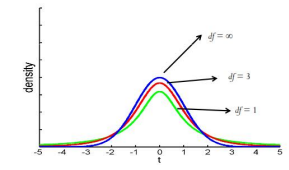 df = ∞
df = 3
df = 1
density
-5 -4 -3 -2 -1 0 1 2 3 4 5
t